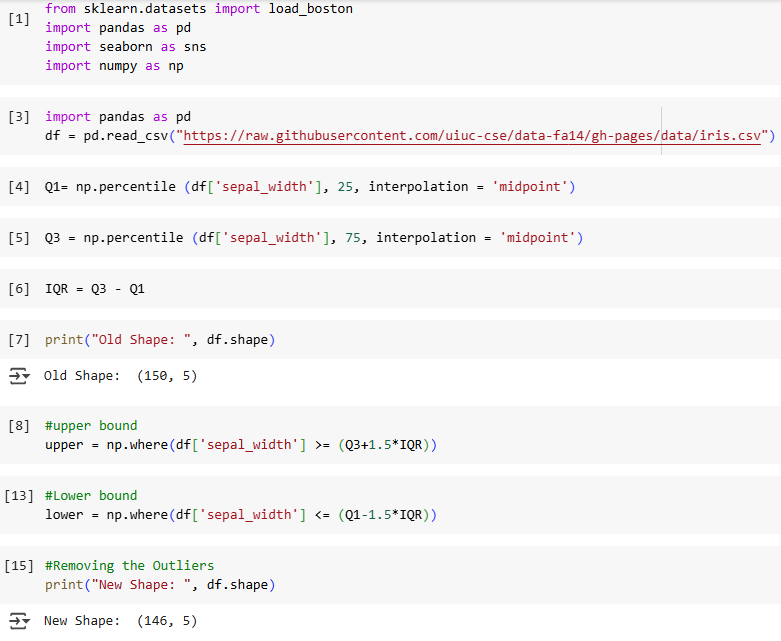 [1] from sklearn.datasets import load_boston
import pandas as pd
import seaborn as sns
import numpy as np
[3] import pandas as pd
df = pd.read_csv("https://raw.githubusercontent.com/uiuc-cse/data-fa14/gh-pages/data/iris.csv")
[4] Q1= np.percentile (df['sepal_width'], 25, interpolation = 'midpoint')
[5] Q3 = np.percentile (df['sepal_width'], 75, interpolation = 'midpoint')
[6] IQR = Q3 - Q1
[7] print("Old Shape: ", df.shape)
Old Shape:  (150, 5)
[8] #upper bound
upper = np.where(df['sepal_width'] >= (Q3+1.5*IQR))
[13] #Lower bound
lower = np.where(df['sepal_width'] <= (Q1-1.5*IQR))
[15] #Removing the Outliers
print("New Shape: ", df.shape)
New Shape:  (146, 5)